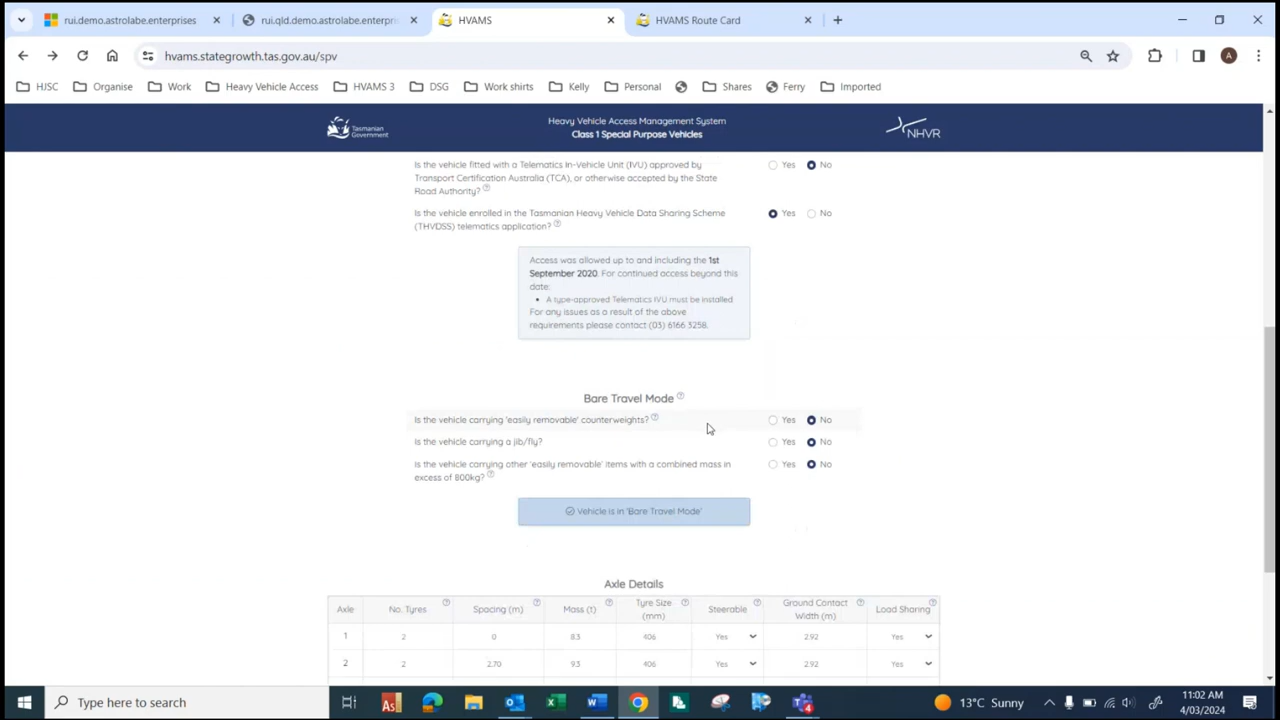 rui.demo.astrolabe.enterprises
rui.qld.demo.astrolabe.enterpri
HVAMS
HVAMS Route Card
hvams.stategrowth.tas.gov.au/spv
A
HJSC
Organise
Work
Heavy Vehicle Access
HVAMS 3
DSG
Work shirts
Kelly
Personal
Shares
Ferry
Imported
Tasmanian
Government
Heavy Vehicle Access Management System
Class 1 Special Purpose Vehicles
NHVR
Is the vehicle fitted with a Telematics In-Vehicle Unit (IVU) approved by
Transport Certification Australia (TCA), or otherwise accepted by the State
Road Authority?
Yes No
Is the vehicle enrolled in the Tasmanian Heavy Vehicle Data Sharing Scheme
(THVDSS) telematics application?
Yes No
Access was allowed up to and including the 1st
September 2020. For continued access beyond this
date:
• A type-approved Telematics IVU must be installed
For any issues as a result of the above
requirements please contact (03) 6166 3258.
Bare Travel Mode
Is the vehicle carrying 'easily removable' counterweights?
Yes No
Is the vehicle carrying a jib/fly?
Yes No
Is the vehicle carrying other 'easily removable' items with a combined mass in
excess of 800kg?
Yes No
Vehicle is in 'Bare Travel Mode'
Axle Details
Axle No. Tyres Spacing (m) Mass (t) Tyre Size (mm) Steerable Ground Contact Width (m) Load Sharing
1 2 0 8.3 406 Yes 2.92 Yes
2 2 2.70 9.3 406 Yes 2.92 Yes
Type here to search
13°C Sunny
11:02 AM
4/03/2024